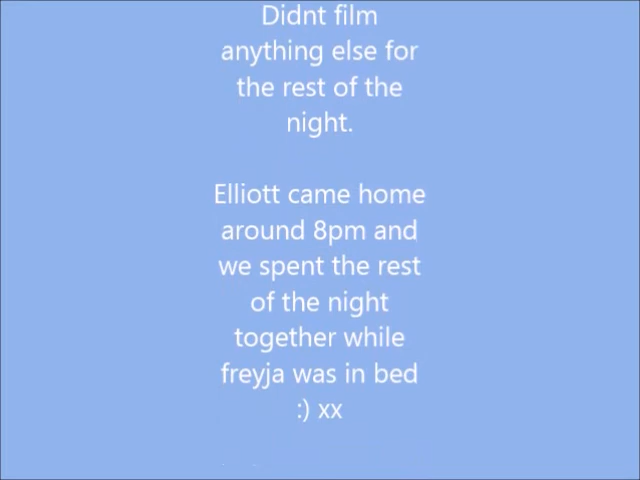 Didnt film
anything else for
the rest of the
night.
Elliott came home
around 8pm and
we spent the rest
of the night
together while
freyja was in bed
:) xx